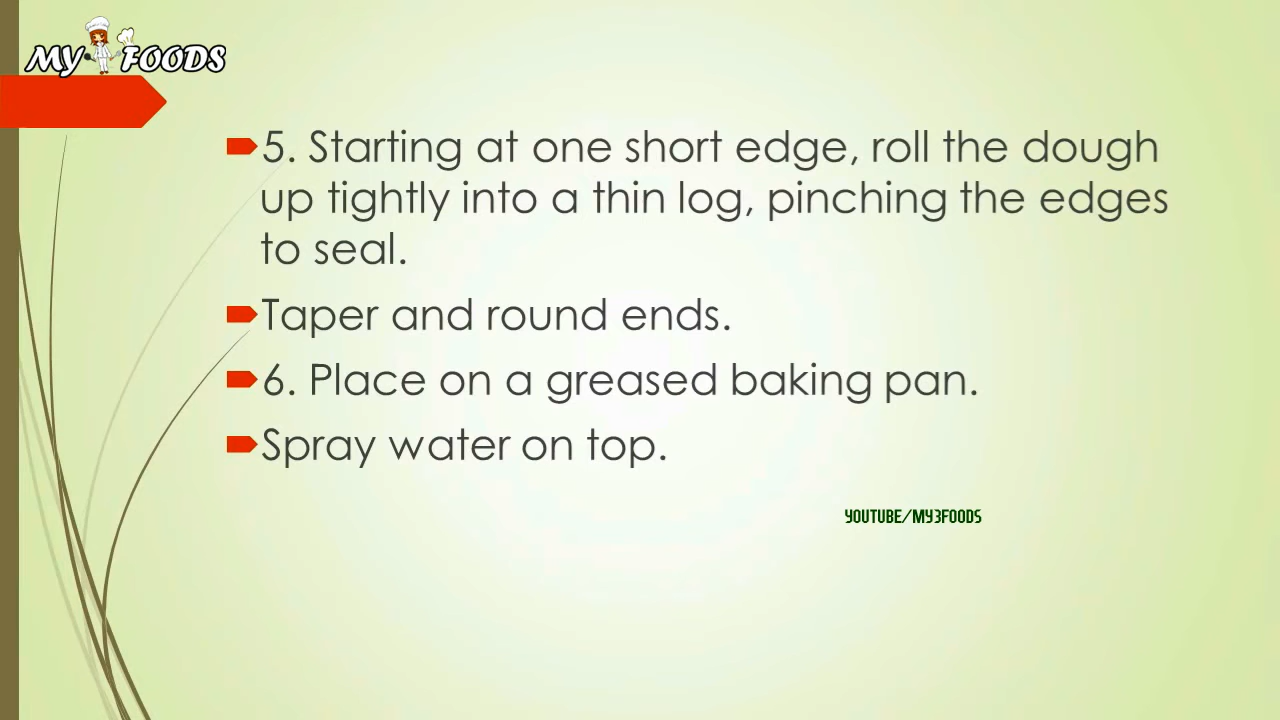 MY FOODS
5. Starting at one short edge, roll the dough
up tightly into a thin log, pinching the edges
to seal.
Taper and round ends.
6. Place on a greased baking pan.
Spray water on top.
YOUTUBE/MY3FOODS